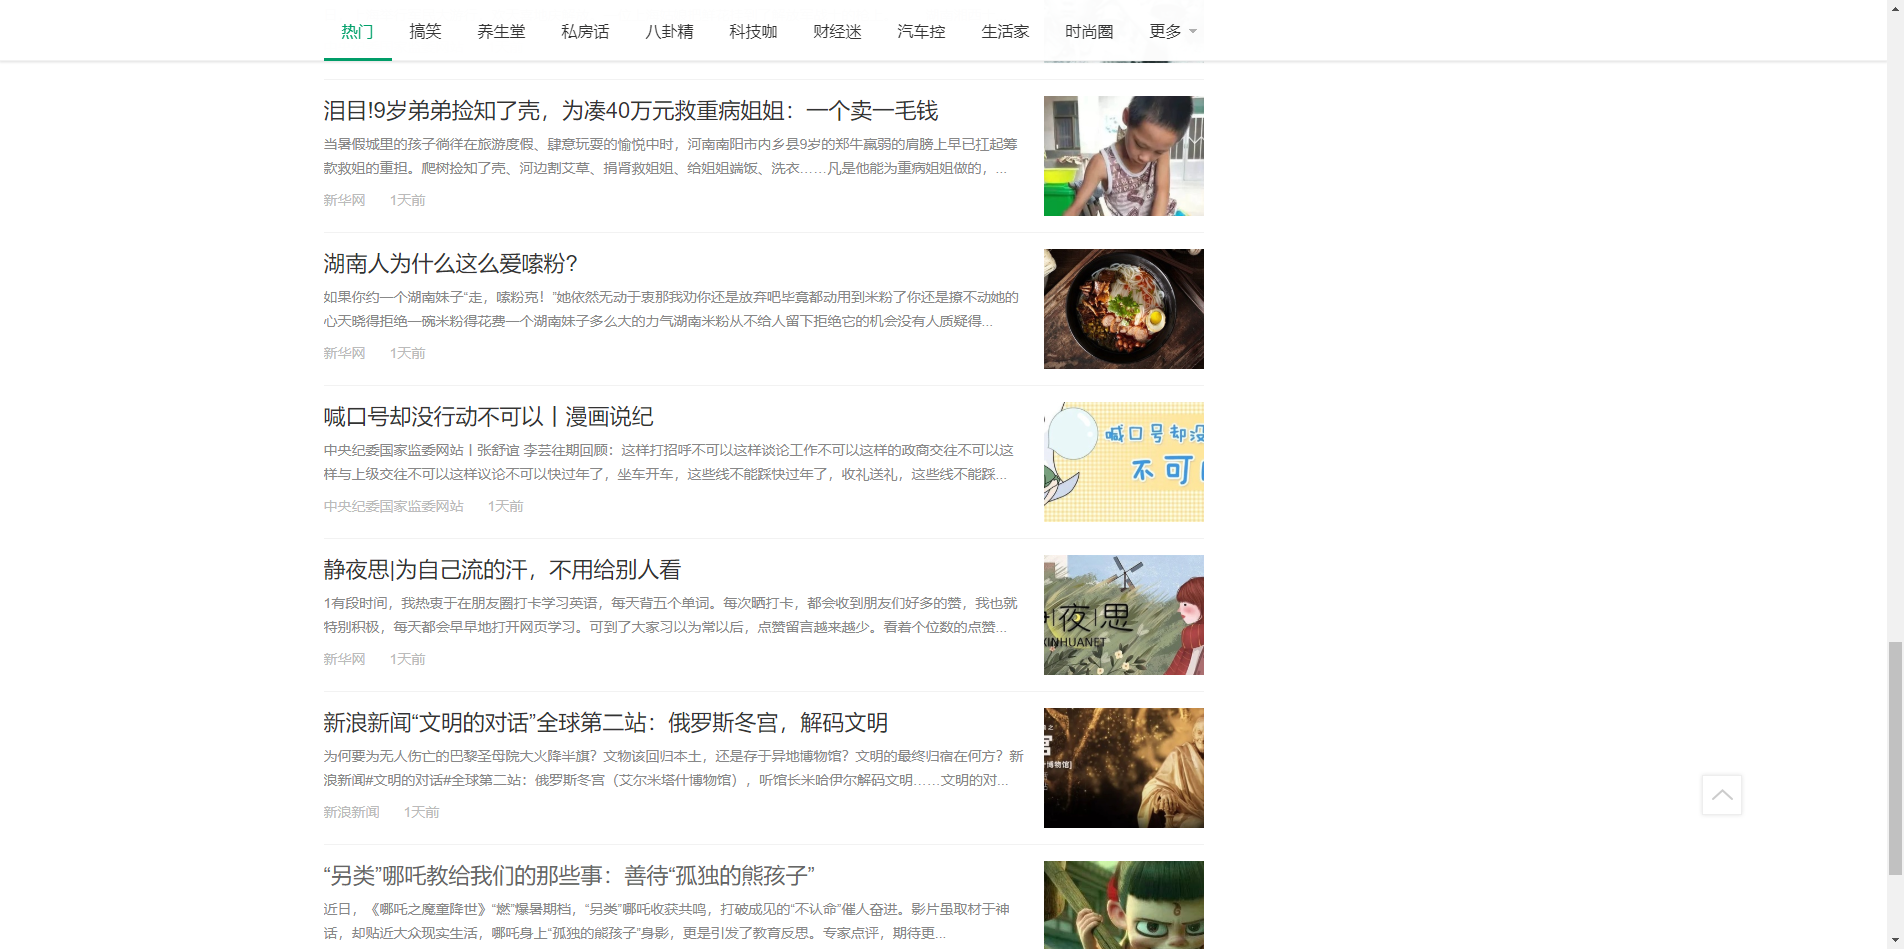 热门 搞笑 养生堂 私房话 八卦精 科技咖 财经迷 汽车控 生活家 时尚圈 更多
泪目!9岁弟弟捡知了壳，为凑40万元救重病姐姐：一个卖一毛钱
当暑假城里的孩子徜徉在旅游度假、肆意玩耍的愉悦中时，河南南阳市内乡县9岁的郑牛羸弱的肩膀上早已扛起筹
款救姐的重担。爬树捡知了壳、河边割艾草、捐肾救姐姐、给姐姐端饭、洗衣……凡是他能为重病姐姐做的，...
新华网 1天前
湖南人为什么这么爱嗦粉?
如果你约一个湖南妹子“走，嗦粉克！”她依然无动于衷那我劝你还是放弃吧毕竟都动用到米粉了你还是撩不动她的
心天晓得拒绝一碗米粉得花费一个湖南妹子多么大的力气湖南米粉从不给人留下拒绝它的机会没有人质疑得...
新华网 1天前
喊口号却没行动不可以丨漫画说纪
中央纪委国家监委网站丨张舒谊 李芸往期回顾：这样打招呼不可以这样谈论工作不可以这样的政商交往不可以这
样与上级交往不可以这样议论不可以快过年了，坐车开车，这些线不能踩快过年了，收礼送礼，这些线不能踩...
中央纪委国家监委网站 1天前
喊口号却没
不可
静夜思|为自己流的汗，不用给别人看
1有段时间，我热衷于在朋友圈打卡学习英语，每天背五个单词。每次晒打卡，都会收到朋友们好多的赞，我也就
特别积极，每天都会早早地打开网页学习。可到了大家习以为常以后，点赞留言越来越少。看着个位数的点赞...
新华网 1天前
夜|思
XINHUANET
新浪新闻“文明的对话”全球第二站：俄罗斯冬宫，解码文明
为何要为无人伤亡的巴黎圣母院大火降半旗？文物该回归本土，还是存于异地博物馆？文明的最终归宿在何方？新
浪新闻#文明的对话#全球第二站：俄罗斯冬宫（艾尔米塔什博物馆），听馆长米哈伊尔解码文明……文明的对...
新浪新闻 1天前
宫
博物馆]
“另类”哪吒教给我们的那些事：善待“孤独的熊孩子”
近日，《哪吒之魔童降世》“燃”爆暑期档，“另类”哪吒收获共鸣，打破成见的“不认命”催人奋进。影片虽取材于神
话，却贴近大众现实生活，哪吒身上“孤独的熊孩子”身影，更是引发了教育反思。专家点评，期待更...